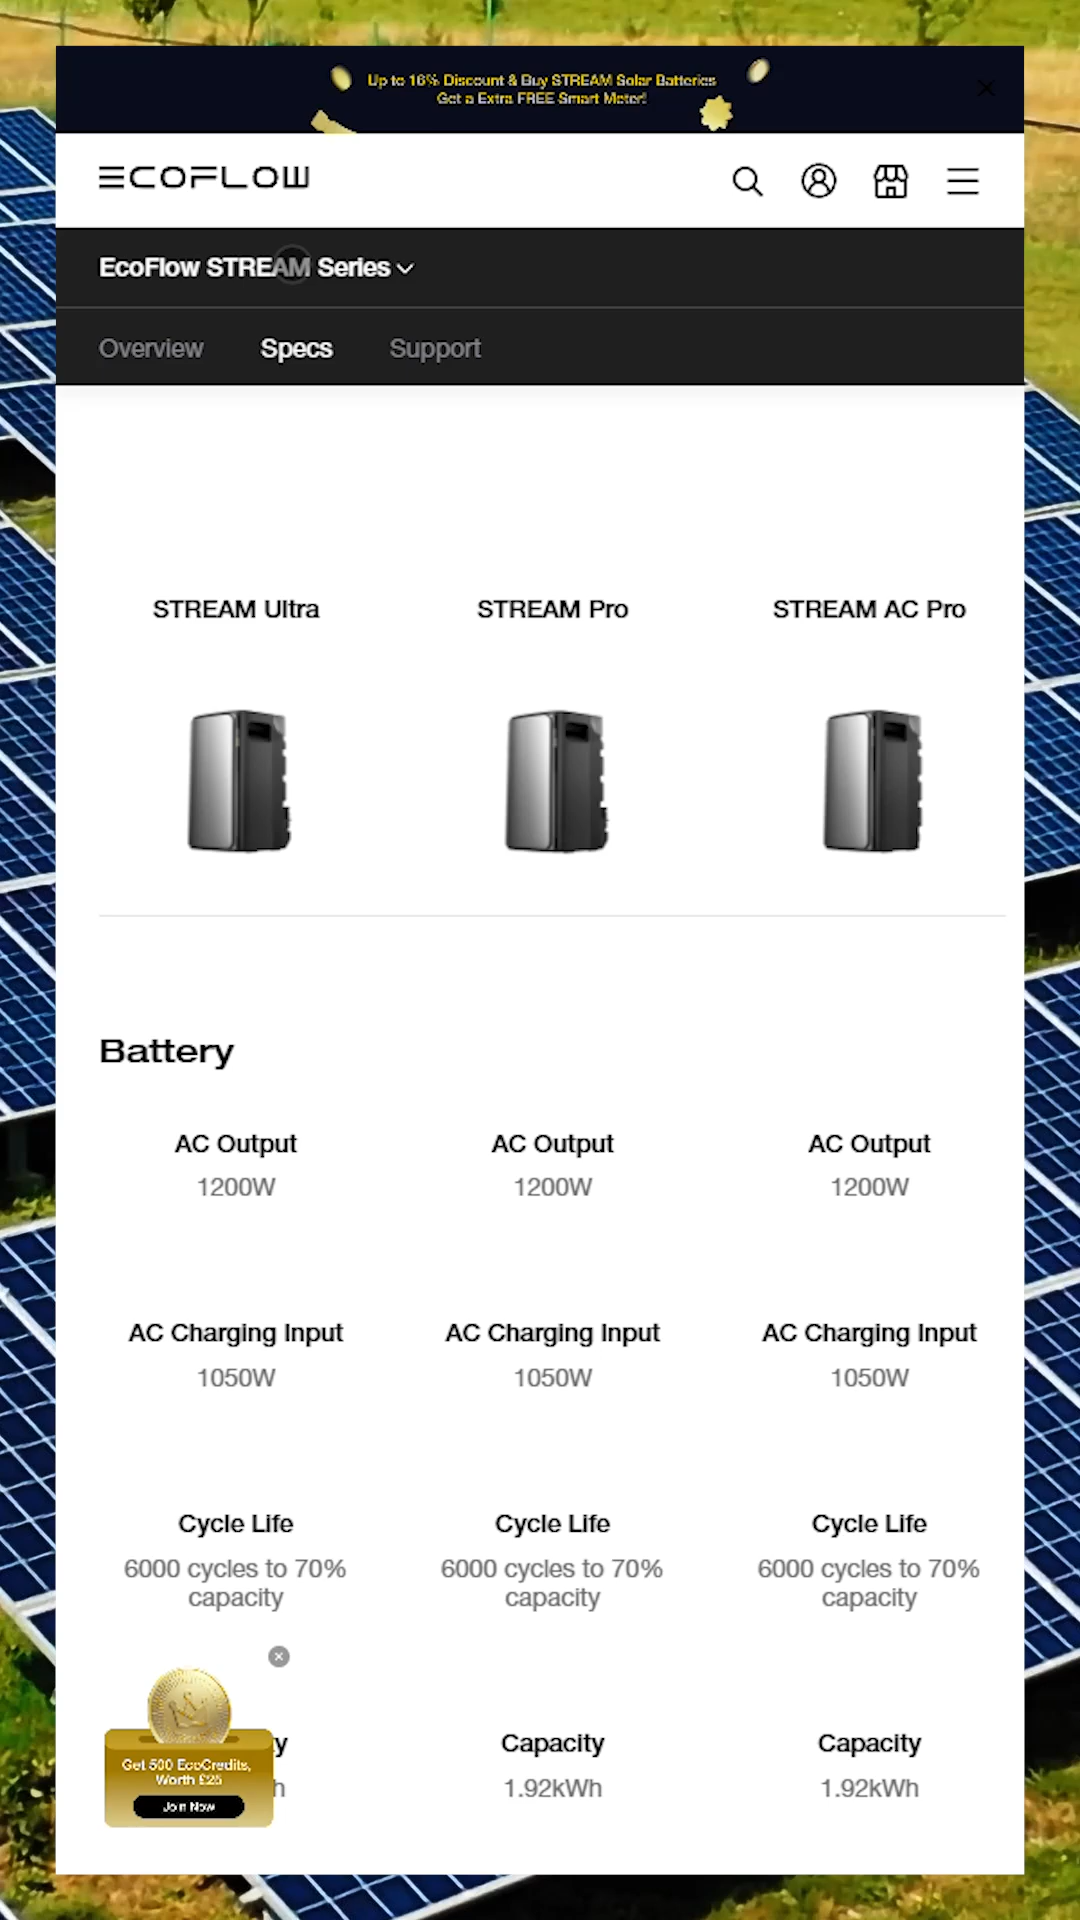 Up to 16% Discount & Buy STREAM Solar Batteries
Get a Extra FREE Smart Meter!
ECOFLOW
EcoFlow STREAM Series
Overview Specs Support
STREAM Ultra STREAM Pro STREAM AC Pro
Battery
AC Output AC Output AC Output
1200W 1200W 1200W
AC Charging Input AC Charging Input AC Charging Input
1050W 1050W 1050W
Cycle Life Cycle Life Cycle Life
6000 cycles to 70% 6000 cycles to 70% 6000 cycles to 70%
capacity capacity capacity
y Capacity Capacity
h 1.92kWh 1.92kWh
Get 500 EcoCredits,
Worth £25
Join Now